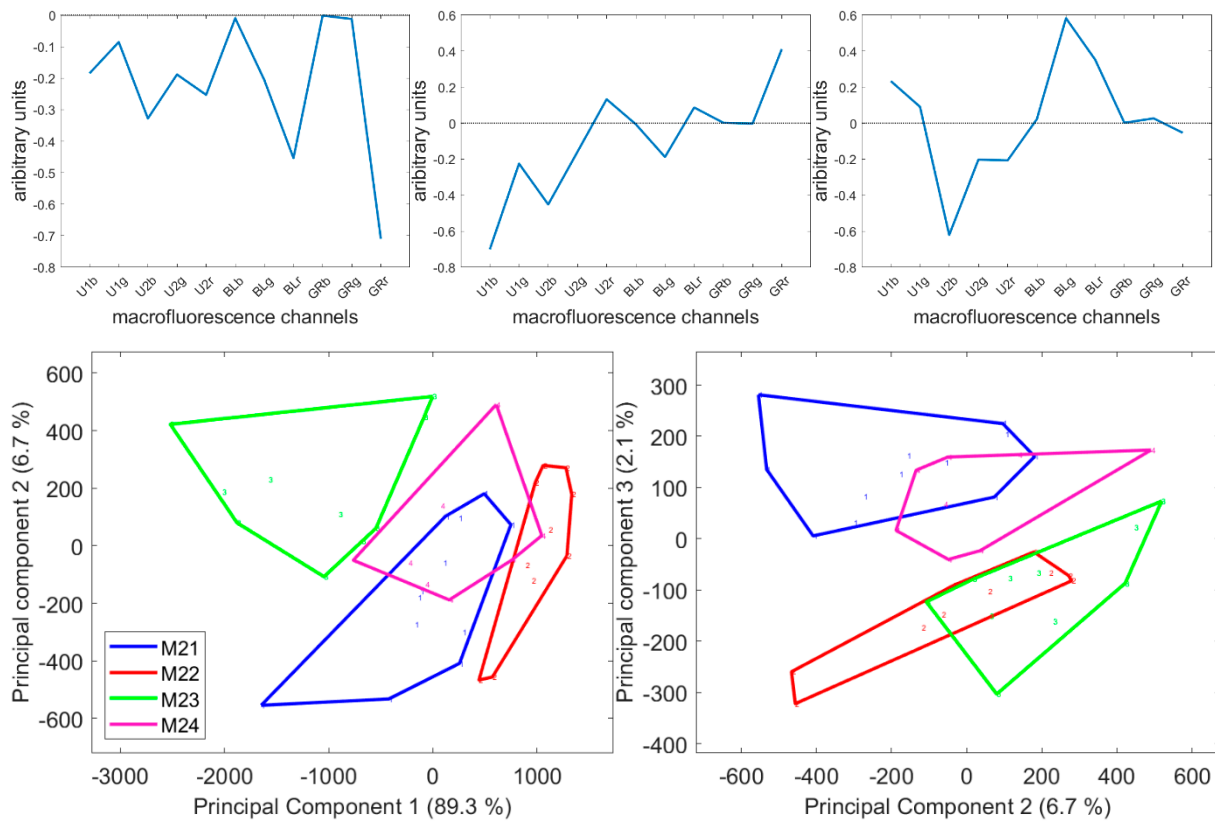 0
-0.1
-0.2
-0.3
-0.4
-0.5
-0.6
-0.7
-0.8
aribitrary units
U1b U1g U2b U2g U2r BLb BLg BLr GRb GRg GRr
macrofluorescence channels
0.6
0.4
0.2
0
-0.2
-0.4
-0.6
-0.8
aribitrary units
U1b U1g U2b U2g U2r BLb BLg BLr GRb GRg GRr
macrofluorescence channels
0.6
0.4
0.2
0
-0.2
-0.4
-0.6
-0.8
aribitrary units
U1b U1g U2b U2g U2r BLb BLg BLr GRb GRg GRr
macrofluorescence channels
600
400
200
0
-200
-400
-600
Principal component 2 (6.7 %)
M21
M22
M23
M24
-3000 -2000 -1000 0 1000
Principal Component 1 (89.3 %)
300
200
100
0
-100
-200
-300
-400
Principal component 3 (2.1 %)
-600 -400 -200 0 200 400 600
Principal Component 2 (6.7 %)